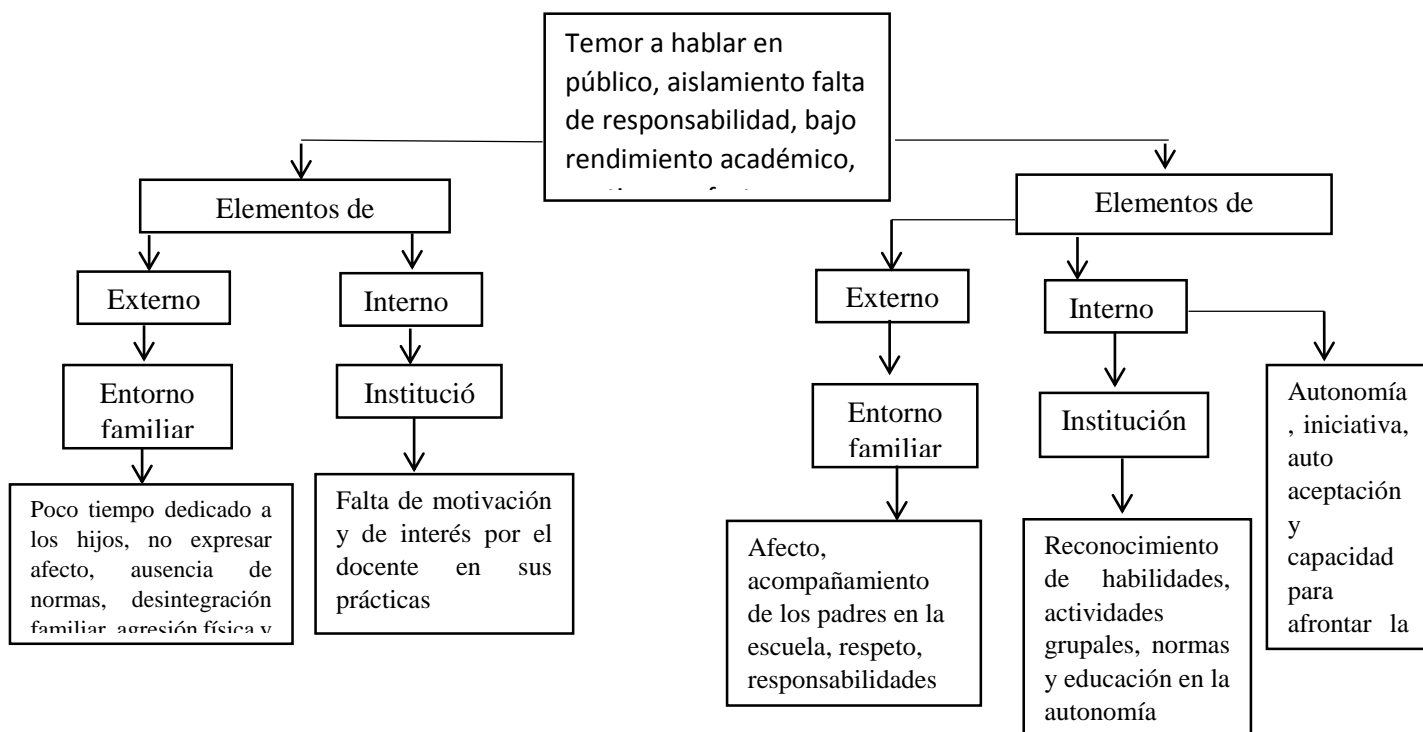 Temor a hablar en
público, aislamiento falta
de responsabilidad, bajo
rendimiento académico,
Elementos de
Elementos de
Externo
Interno
Externo
Interno
Entorno
familiar
Institució
Entorno
familiar
Institución
Autonomía
, iniciativa,
auto
aceptación
y
capacidad
para
afrontar la
Poco tiempo dedicado a
los hijos, no expresar
afecto, ausencia de
normas, desintegración
familiar, agresión física y
Falta de motivación
y de interés por el
docente en sus
prácticas
Afecto,
acompañamiento
de los padres en la
escuela, respeto,
responsabilidades
Reconocimiento
de habilidades,
actividades
grupales, normas
y educación en la
autonomía